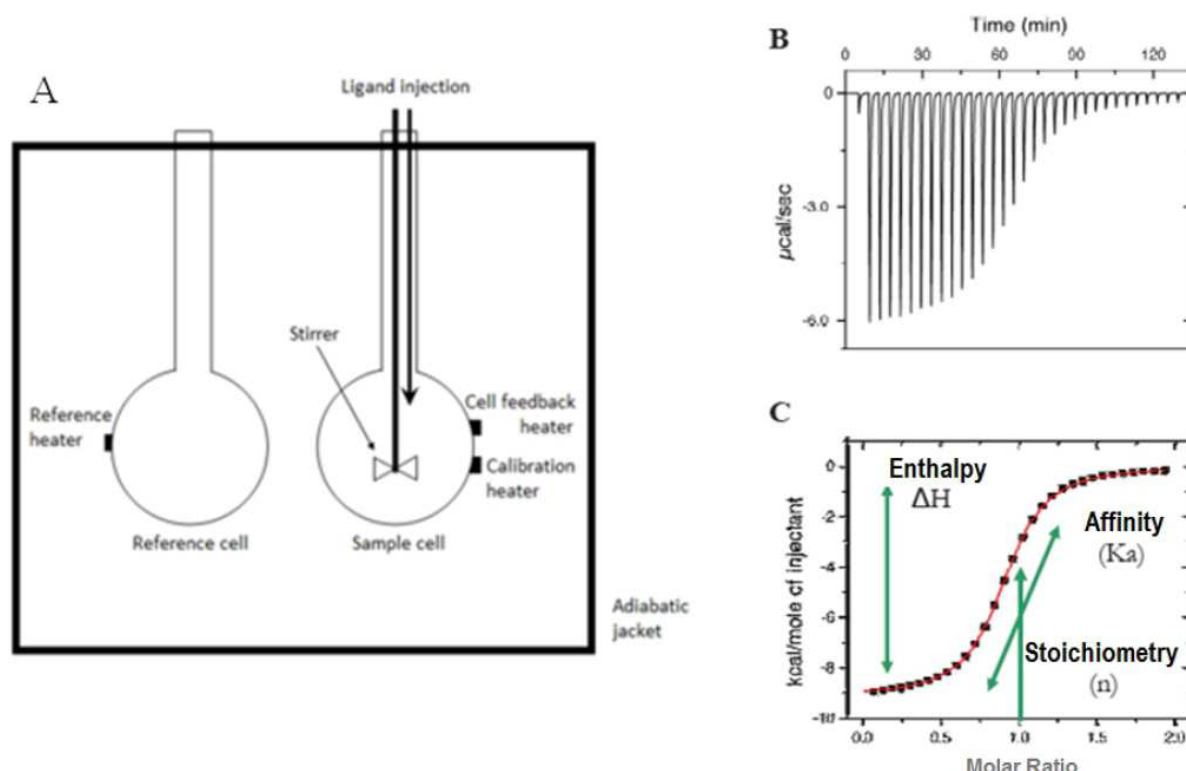 A
Ligand injection
Stirrer
Reference
heater
Cell feedback
heater
Calibration
heater
Reference cell
Sample cell
Adiabatic
jacket
B
Time (min)
0 30 60 90 120
0
-3.0
-6.0
µcal/sec
C
0
-2
-4
-6
-8
-10
kcal/mole of injectant
Enthalpy
ΔH
Affinity
(Ka)
Stoichiometry
(n)
0.0 0.5 1.0 1.5 2.0
Molar Ratio